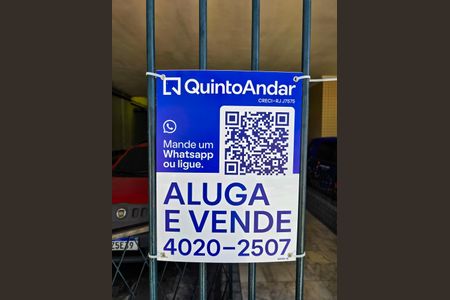 QuintoAndar
CRECI-RJ J7575
Mande um
Whatsapp
ou ligue.
ALUGA
E VENDE
4020-2507